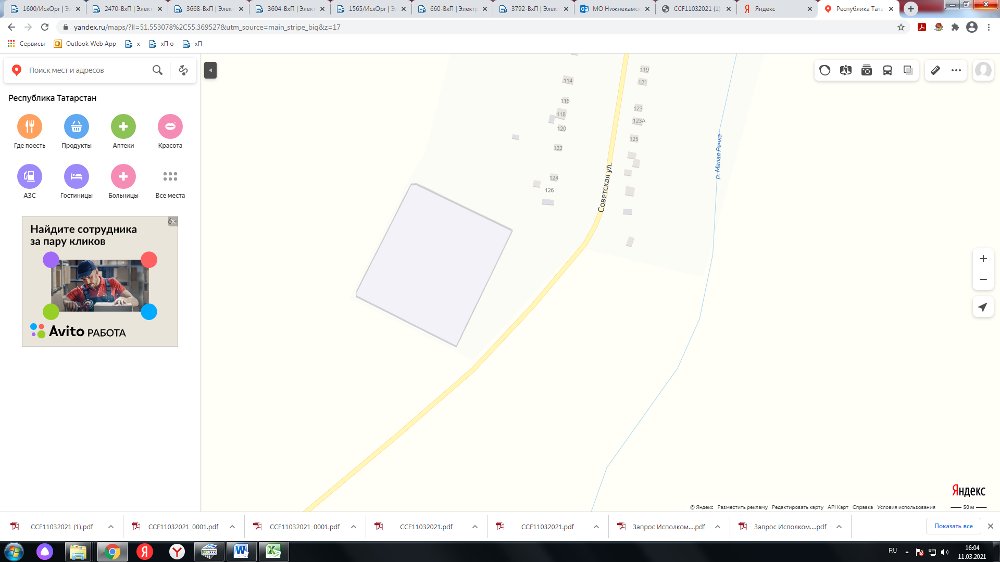 1600/ИсхОрг | Э
2470-ВхП | Элект
3668-ВхП | Элект
3604-ВхП | Элект
1565/ИсхОрг | Э
660-ВхП | Электр
3792-ВхП | Элект
МО Нижнекамск
CCF11032021 (1)
Яндекс
Республика Тата
yandex.ru/maps/?ll=51.553078%2C55.369527&utm_source=main_stripe_big&z=17
Сервисы
Outlook Web App
х
хП о
хП
Поиск мест и адресов
Республика Татарстан
Где поесть
Продукты
Аптеки
Красота
АЗС
Гостиницы
Больницы
Все места
Найдите сотрудника
за пару кликов
Avito РАБОТА
114
116
118
120
122
124
126
119
121
123
123А
125
Советская ул.
р. Малая Речка
Яндекс
© Яндекс
Разместить рекламу
Редактировать карту
API Карт
Справка
Условия использования
50 м
CCF11032021 (1).pdf
CCF11032021_0001.pdf
CCF11032021_0001.pdf
CCF11032021.pdf
CCF11032021.pdf
Запрос Исполком....pdf
Запрос Исполком....pdf
Показать все
RU
16:04
11.03.2021